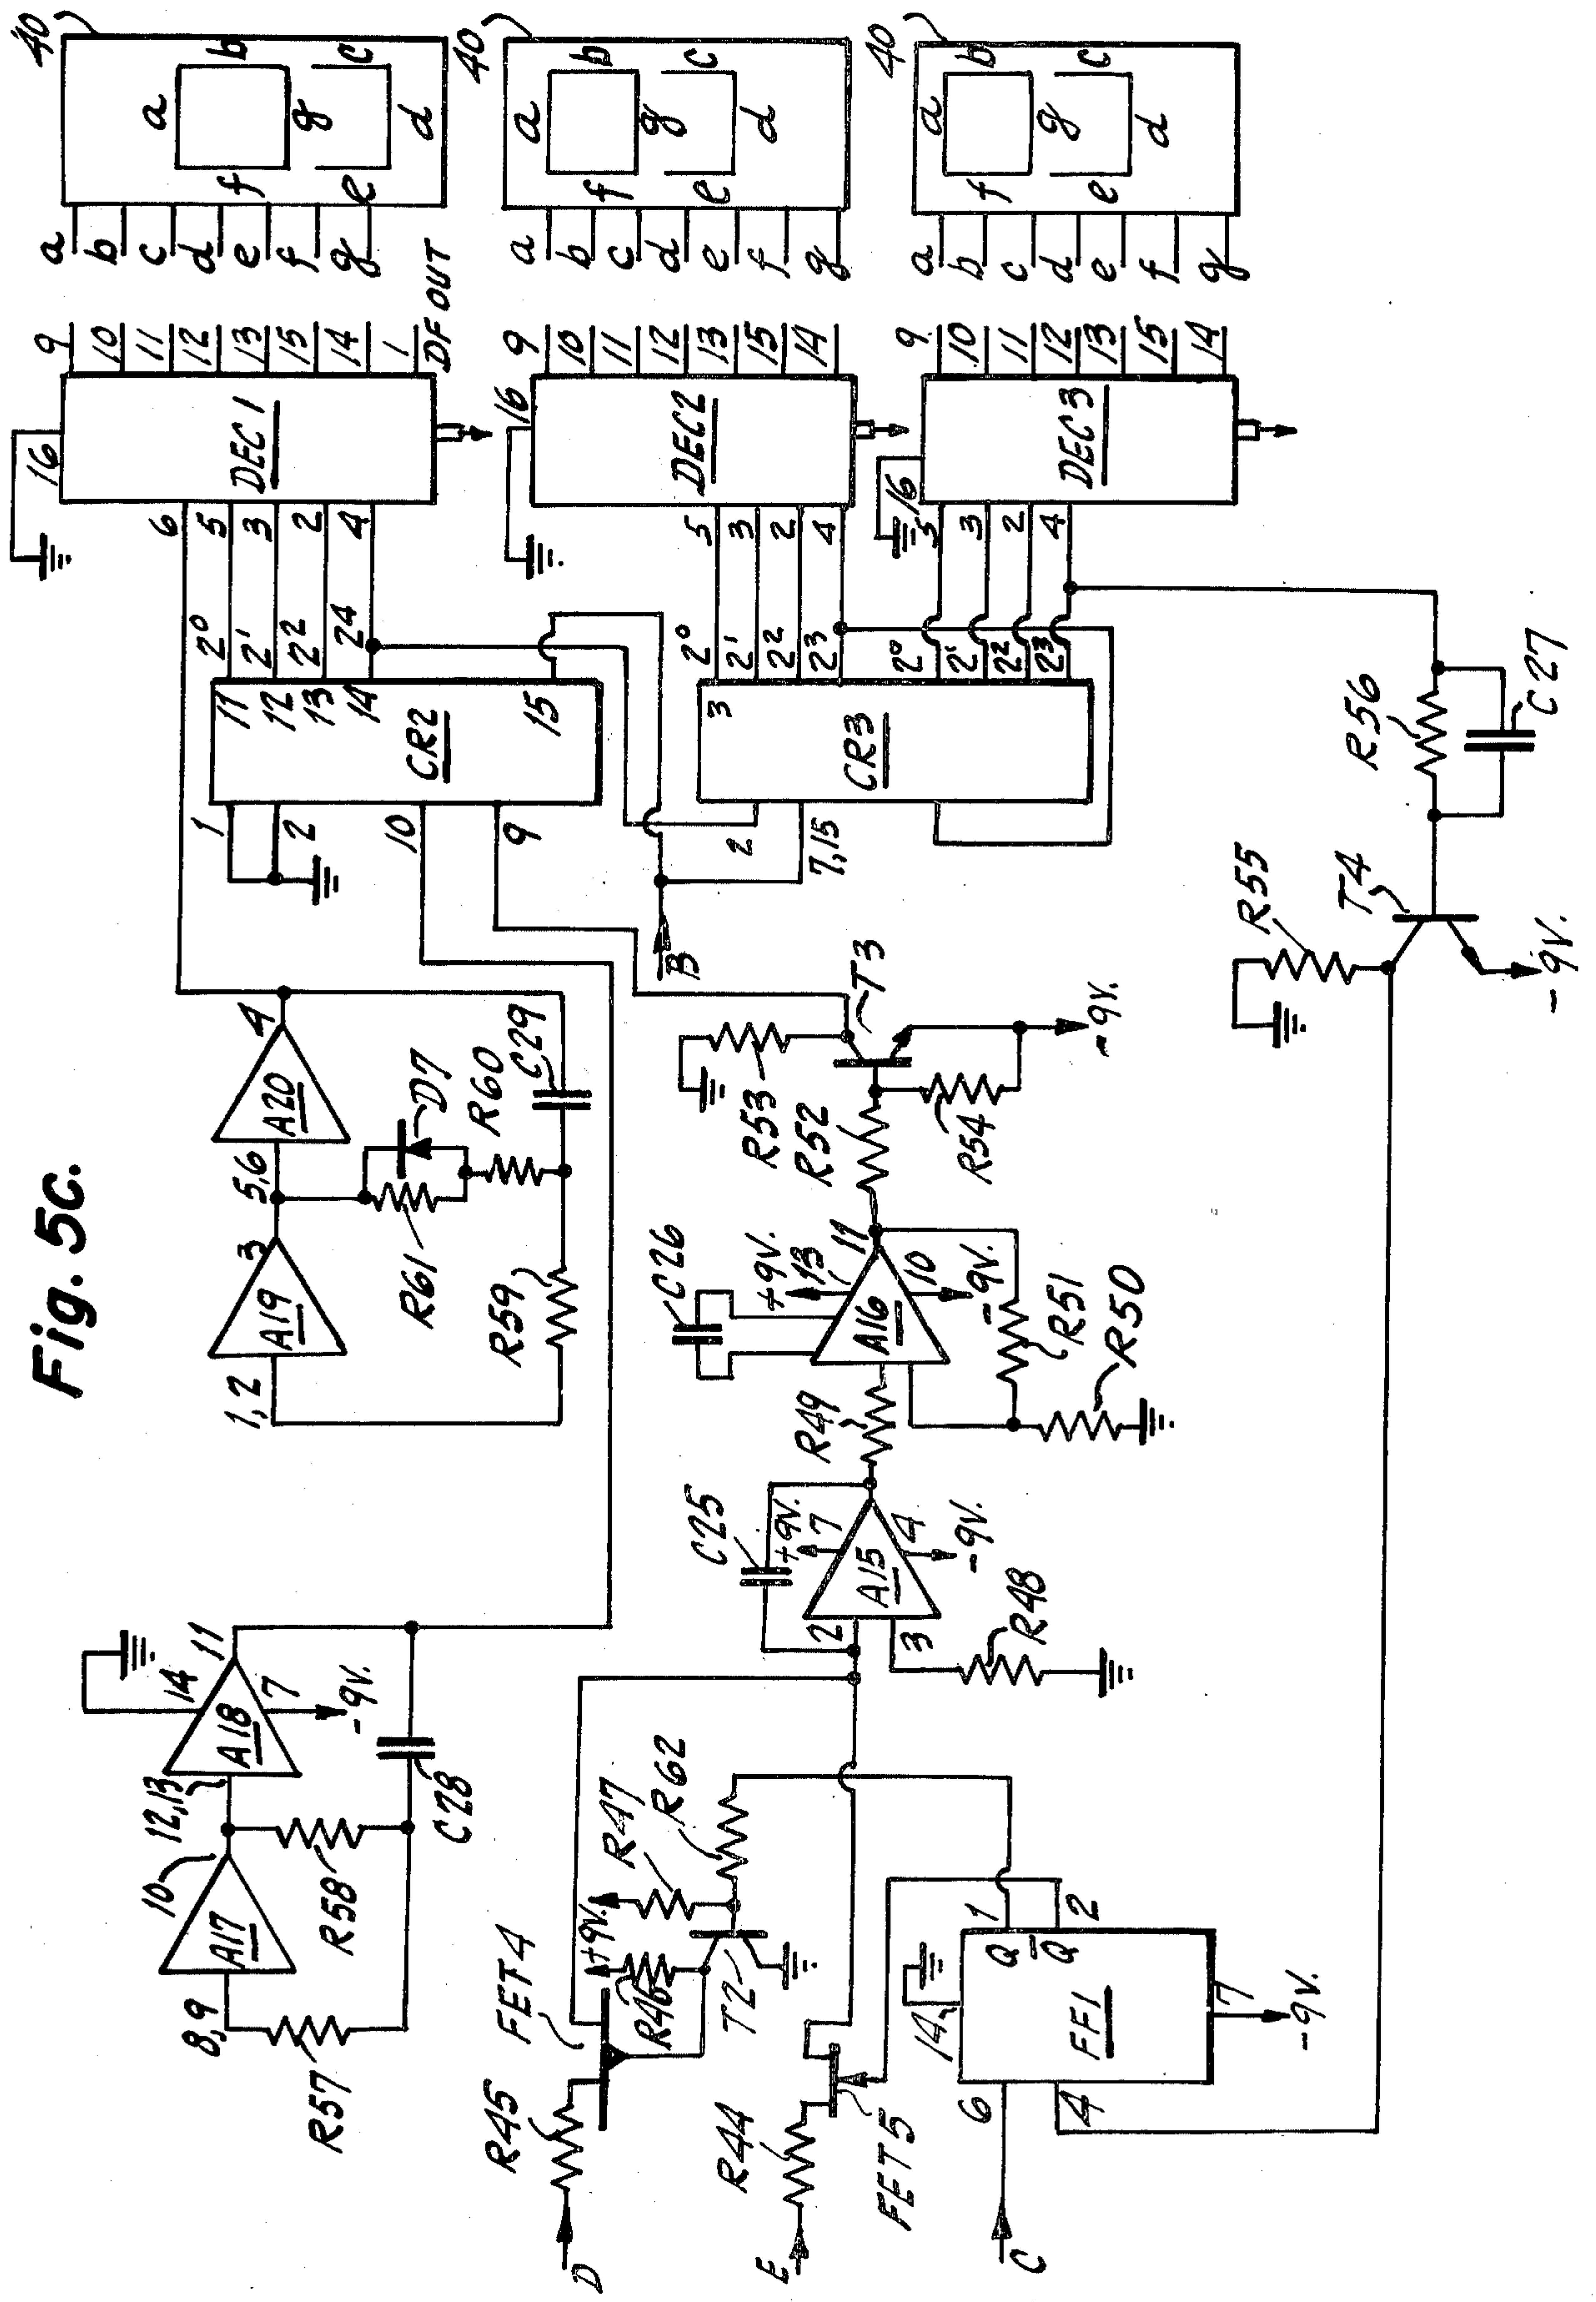 Fig. 5c.
40
a
b
c
d
e
f
g
a
b
c
d
e
f
g
40
a
b
c
d
e
f
g
a
b
c
d
e
f
g
40
a
b
c
d
e
f
g
a
b
c
d
e
f
g
9
10
11
12
13
15
14
1
DF OUT
16
DEC 1
6
5
3
2
4
9
10
11
12
13
15
14
16
DEC2
5
3
2
4
9
10
11
12
13
15
14
16
DEC 3
5
3
2
4
2⁰
2'
2²
24
11
12
13
14
15
CR2
1
2
10
9
2⁰
2'
2²
2³
2⁰
2'
2²
2³
3
CR3
2
7,15
B
R56
C27
R55
T4
-9V.
4
A20
5,6
D7
R60
C29
R61
3
A19
1,2
R59
T3
R53
R52
R54
-9V.
C26
+9V.
13
11
A16
10
-9V.
R51
R50
R49
C25
+9V.
7
A15
4
-9V.
2
3
R48
14
11
A18
7
-9V.
12,13
C28
10
A17
R58
8,9
R57
R47
R62
+9V.
R46
T2
FET4
R45
D
R44
E
FET5
1
2
Q
Q̅
14
FF1
7
-9V.
6
4
C